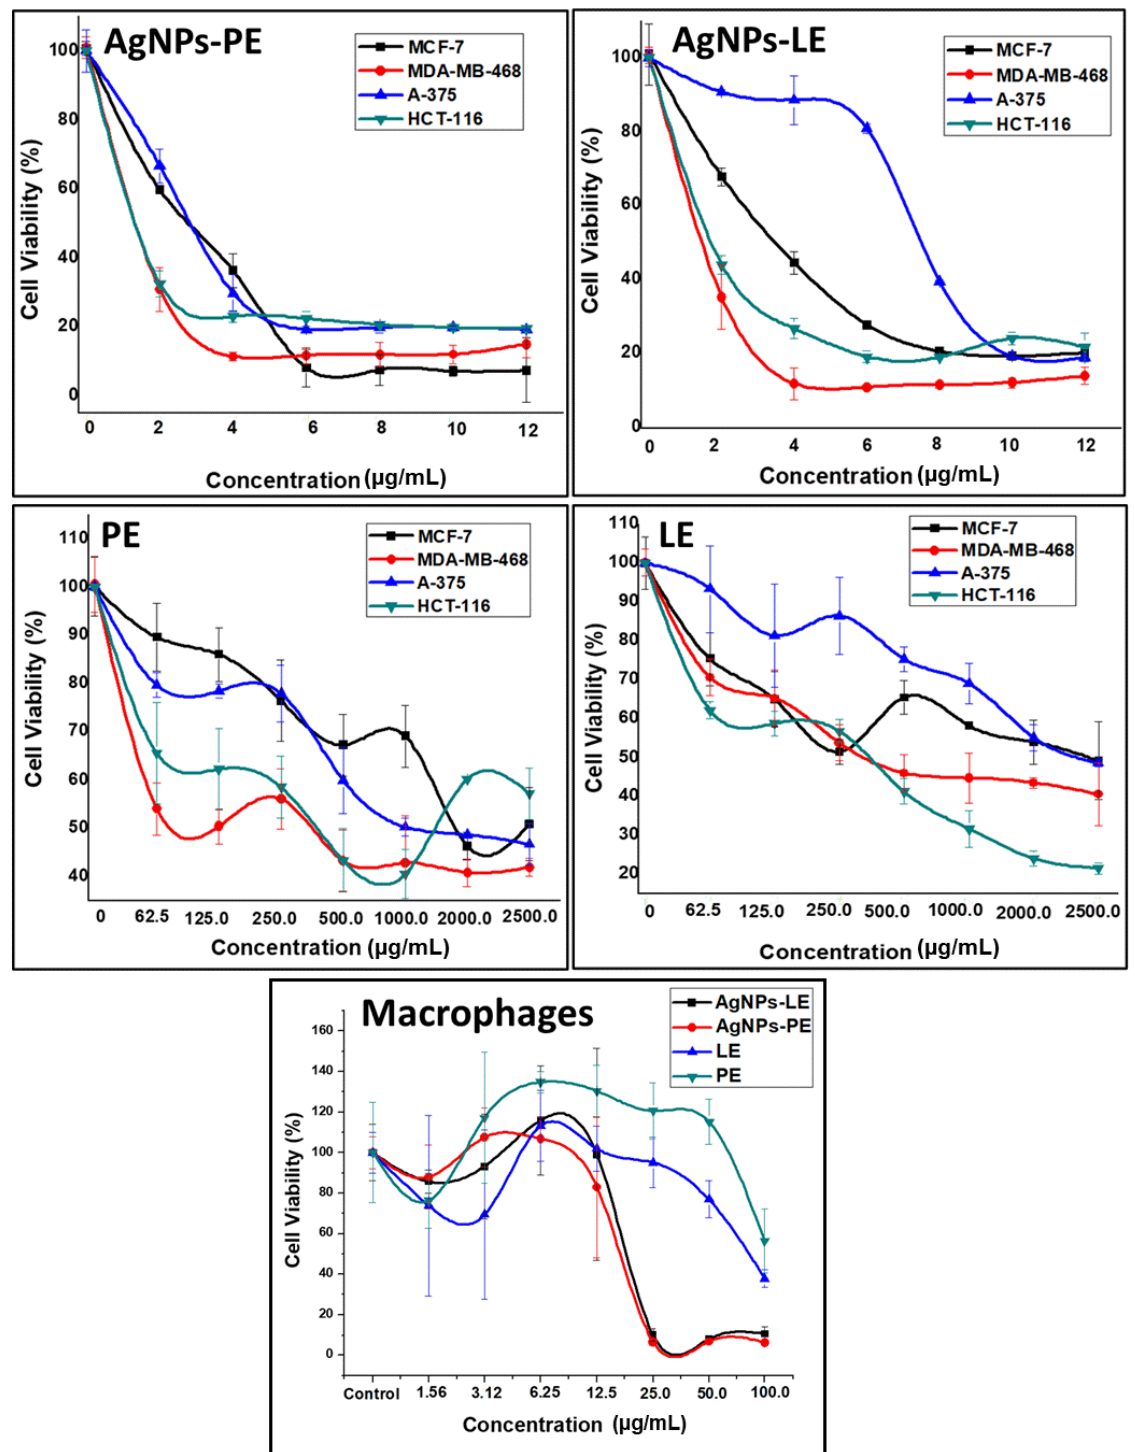 AgNPs-PE
MCF-7
MDA-MB-468
A-375
HCT-116
Cell Viability (%)
100
80
60
40
20
0
0 2 4 6 8 10 12
Concentration (µg/mL)
AgNPs-LE
MCF-7
MDA-MB-468
A-375
HCT-116
Cell Viability (%)
100
80
60
40
20
0
0 2 4 6 8 10 12
Concentration (µg/mL)
PE
MCF-7
MDA-MB-468
A-375
HCT-116
Cell Viability (%)
110
100
90
80
70
60
50
40
0 62.5 125.0 250.0 500.0 1000.0 2000.0 2500.0
Concentration (µg/mL)
LE
MCF-7
MDA-MB-468
A-375
HCT-116
Cell Viability (%)
110
100
90
80
70
60
50
40
30
20
0 62.5 125.0 250.0 500.0 1000.0 2000.0 2500.0
Concentration (µg/mL)
Macrophages
AgNPs-LE
AgNPs-PE
LE
PE
Cell Viability (%)
160
140
120
100
80
60
40
20
0
Control 1.56 3.12 6.25 12.5 25.0 50.0 100.0
Concentration (µg/mL)